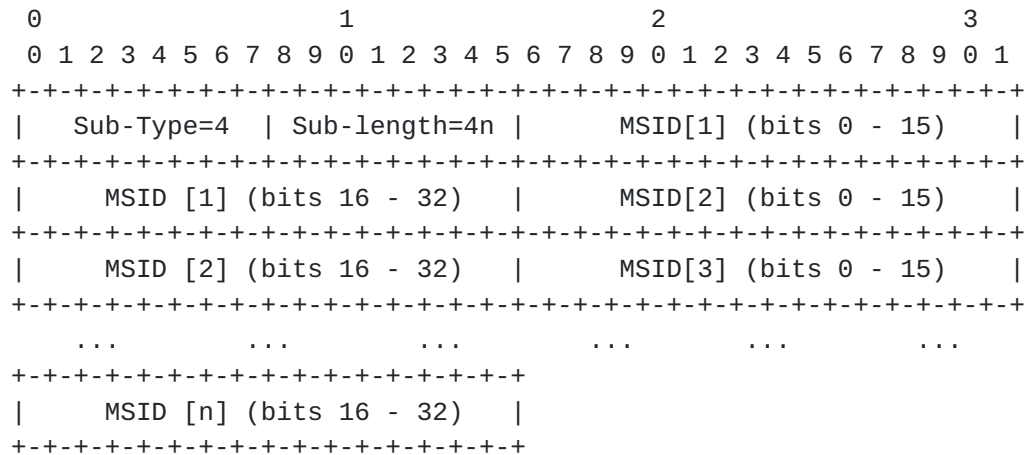 0                   1                   2                   3
 0 1 2 3 4 5 6 7 8 9 0 1 2 3 4 5 6 7 8 9 0 1 2 3 4 5 6 7 8 9 0 1
+-+-+-+-+-+-+-+-+-+-+-+-+-+-+-+-+-+-+-+-+-+-+-+-+-+-+-+-+-+-+-+-+
|   Sub-Type=4  | Sub-length=4n |      MSID[1] (bits 0 - 15)    |
+-+-+-+-+-+-+-+-+-+-+-+-+-+-+-+-+-+-+-+-+-+-+-+-+-+-+-+-+-+-+-+-+
|     MSID [1] (bits 16 - 32)   |      MSID[2] (bits 0 - 15)    |
+-+-+-+-+-+-+-+-+-+-+-+-+-+-+-+-+-+-+-+-+-+-+-+-+-+-+-+-+-+-+-+-+
|     MSID [2] (bits 16 - 32)   |      MSID[3] (bits 0 - 15)    |
+-+-+-+-+-+-+-+-+-+-+-+-+-+-+-+-+-+-+-+-+-+-+-+-+-+-+-+-+-+-+-+-+
    ...        ...        ...        ...       ...        ...
+-+-+-+-+-+-+-+-+-+-+-+-+-+-+-+-+
|     MSID [n] (bits 16 - 32)   |
+-+-+-+-+-+-+-+-+-+-+-+-+-+-+-+-+